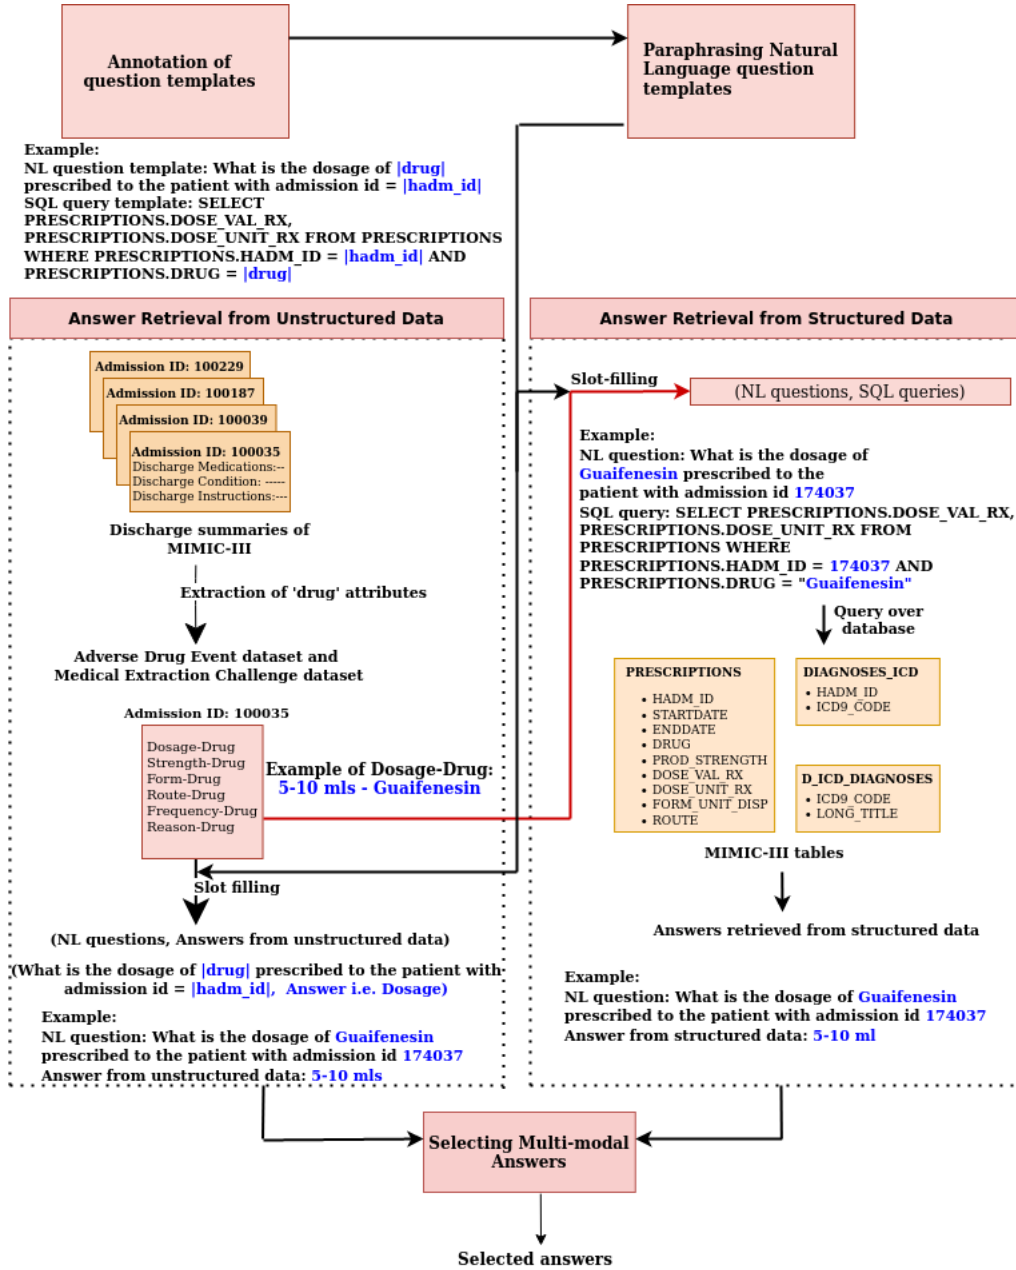 Annotation of
question templates
Paraphrasing Natural
Language question
templates
Example:
NL question template: What is the dosage of |drug|
prescribed to the patient with admission id = |hadm_id|
SQL query template: SELECT
PRESCRIPTIONS.DOSE_VAL_RX,
PRESCRIPTIONS.DOSE_UNIT_RX FROM PRESCRIPTIONS
WHERE PRESCRIPTIONS.HADM_ID = |hadm_id| AND
PRESCRIPTIONS.DRUG = |drug|
Answer Retrieval from Unstructured Data
Admission ID: 100229
Admission ID: 100187
Admission ID: 100039
Admission ID: 100035
Discharge Medications:--
Discharge Condition: -----
Discharge Instructions:---
Discharge summaries of
MIMIC-III
Extraction of 'drug' attributes
Adverse Drug Event dataset and
Medical Extraction Challenge dataset
Admission ID: 100035
Dosage-Drug
Strength-Drug
Form-Drug
Route-Drug
Frequency-Drug
Reason-Drug
Example of Dosage-Drug:
5-10 mls - Guaifenesin
Slot filling
(NL questions, Answers from unstructured data)
(What is the dosage of |drug| prescribed to the patient with
admission id = |hadm_id|, Answer i.e. Dosage)
Example:
NL question: What is the dosage of Guaifenesin
prescribed to the patient with admission id 174037
Answer from unstructured data: 5-10 mls
Answer Retrieval from Structured Data
Slot-filling
(NL questions, SQL queries)
Example:
NL question: What is the dosage of
Guaifenesin prescribed to the
patient with admission id 174037
SQL query: SELECT PRESCRIPTIONS.DOSE_VAL_RX,
PRESCRIPTIONS.DOSE_UNIT_RX FROM
PRESCRIPTIONS WHERE
PRESCRIPTIONS.HADM_ID = 174037 AND
PRESCRIPTIONS.DRUG = "Guaifenesin"
Query over
database
PRESCRIPTIONS
• HADM_ID
• STARTDATE
• ENDDATE
• DRUG
• PROD_STRENGTH
• DOSE_VAL_RX
• DOSE_UNIT_RX
• FORM_UNIT_DISP
• ROUTE
DIAGNOSES_ICD
• HADM_ID
• ICD9_CODE
D_ICD_DIAGNOSES
• ICD9_CODE
• LONG_TITLE
MIMIC-III tables
Answers retrieved from structured data
Example:
NL question: What is the dosage of Guaifenesin
prescribed to the patient with admission id 174037
Answer from structured data: 5-10 ml
Selecting Multi-modal
Answers
Selected answers